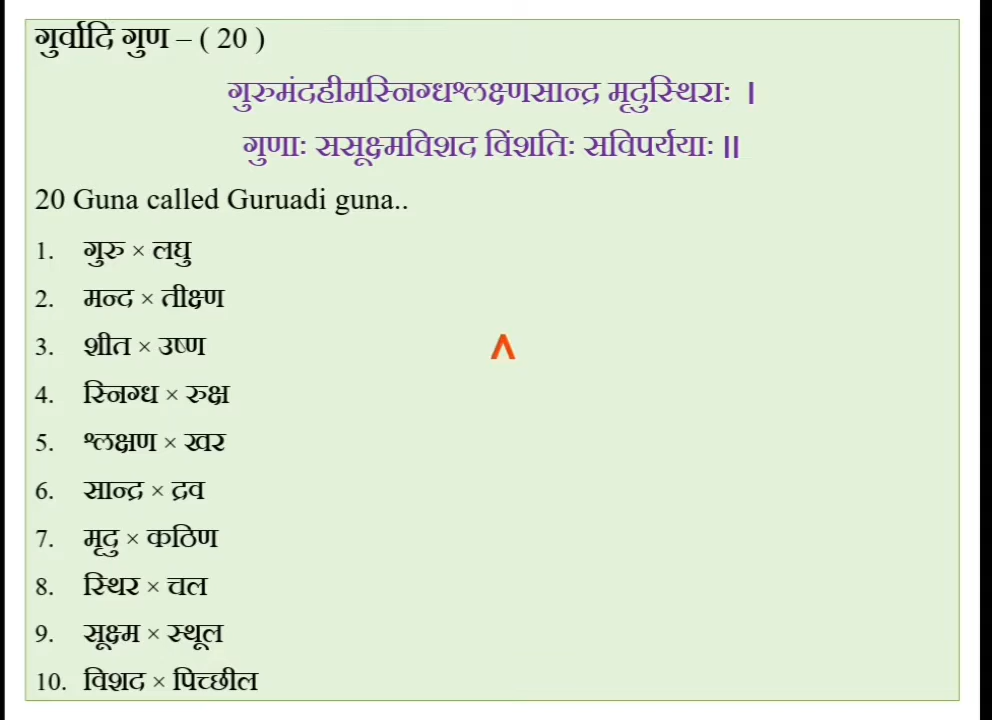 गुर्वादि गुण – ( 20 )
गुरुमंदहीमस्निग्धश्लक्ष्णसान्द्र मृदुस्थिराः ।
गुणाः ससूक्ष्मविशद विंशतिः सविपर्ययाः ॥
20 Guna called Guruadi guna..
1. गुरु × लघु
2. मन्द × तीक्ष्ण
3. शीत × उष्ण
4. स्निग्ध × रुक्ष
5. श्लक्षण × खर
6. सान्द्र × द्रव
7. मृदु × कठिण
8. स्थिर × चल
9. सूक्ष्म × स्थूल
10. विशद × पिच्छील